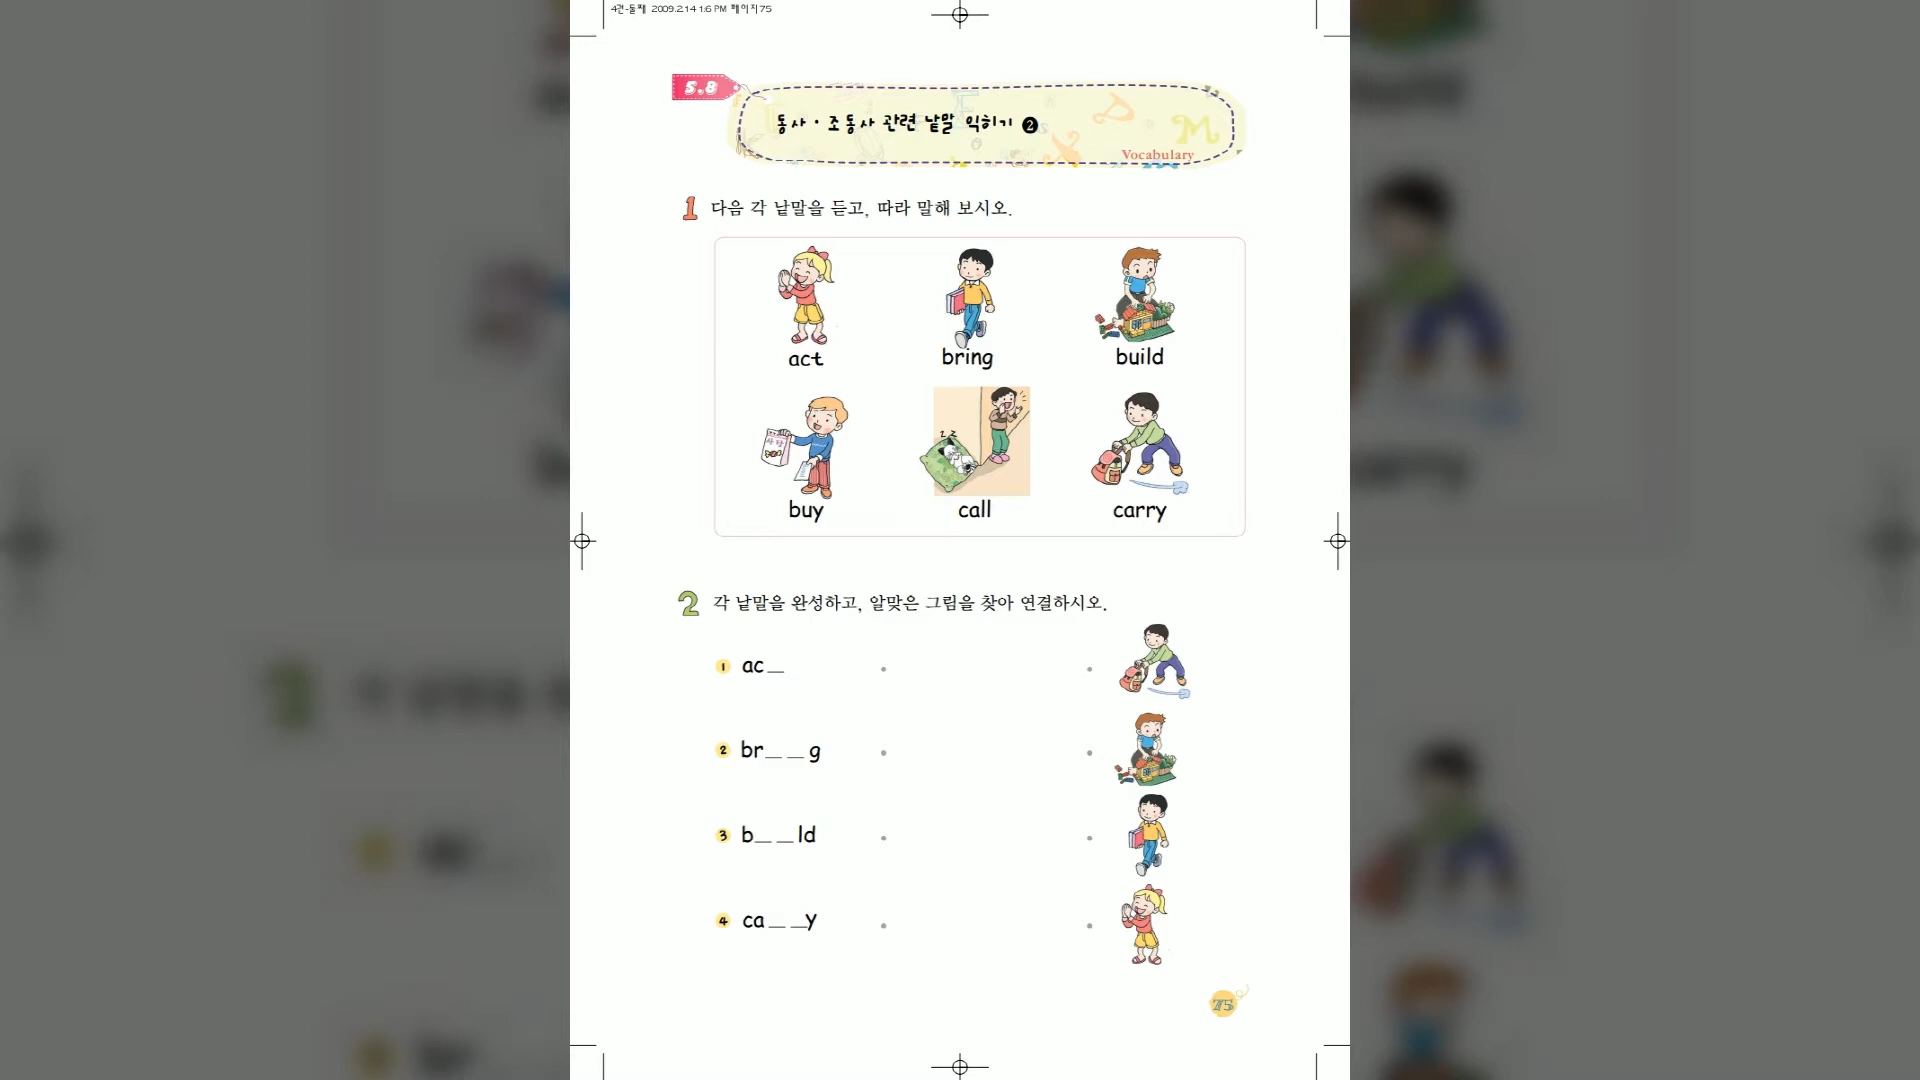 4권-둘째 2009.2.14 1:6 PM 페이지75
5.8
동사·조동사 관련 낱말 익히기 ❷
Vocabulary
1 다음 각 낱말을 듣고, 따라 말해 보시오.
act bring build
사탕
z z
buy call carry
2 각 낱말을 완성하고, 알맞은 그림을 찾아 연결하시오.
1 ac_
2 br_ _g
3 b_ _ld
4 ca_ _y
75